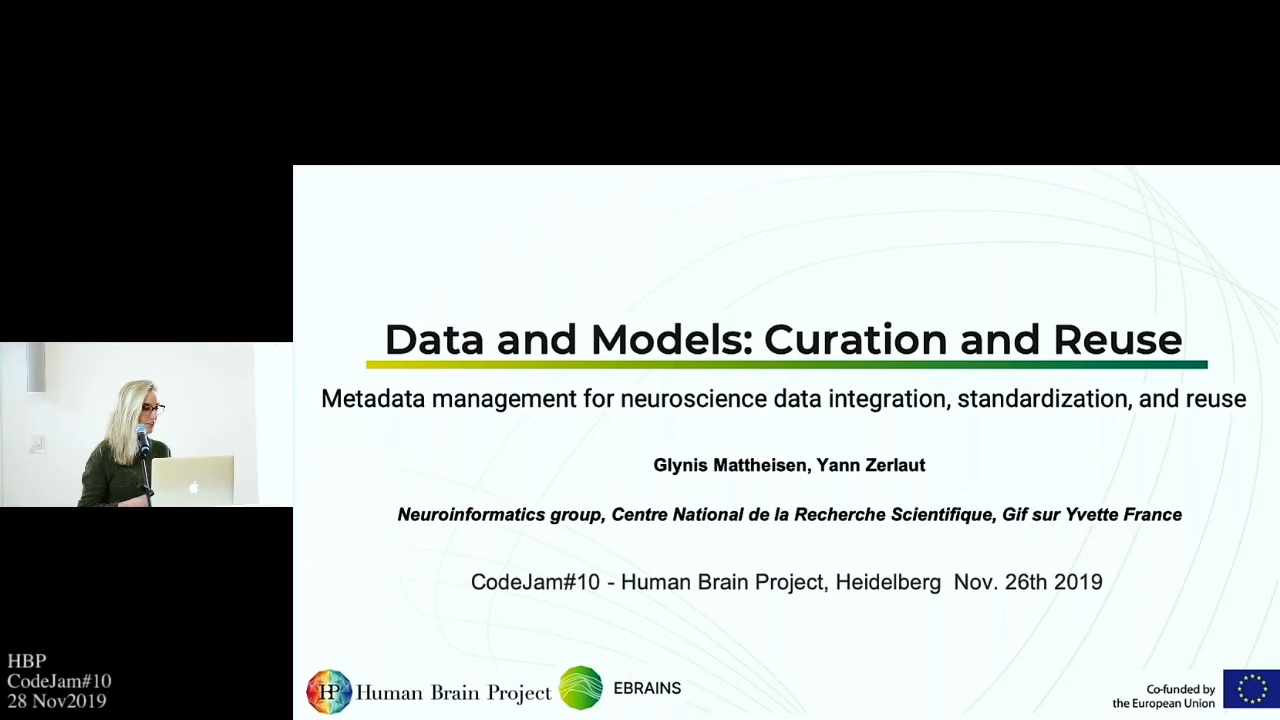 Data and Models: Curation and Reuse
Metadata management for neuroscience data integration, standardization, and reuse
Glynis Mattheisen, Yann Zerlaut
Neuroinformatics group, Centre National de la Recherche Scientifique, Gif sur Yvette France
CodeJam#10 - Human Brain Project, Heidelberg Nov. 26th 2019
HBP
CodeJam#10
28 Nov2019
HP Human Brain Project
EBRAINS
Co-funded by
the European Union